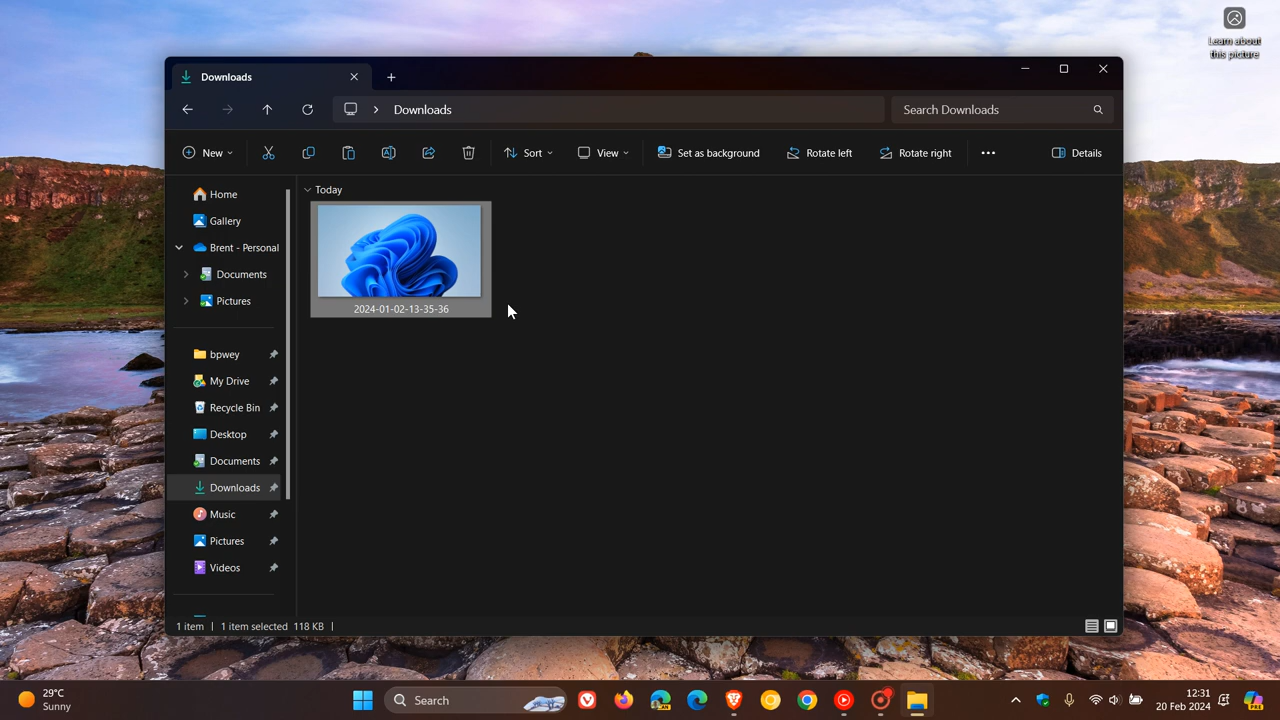 Learn about
this picture
Downloads
Downloads
Search Downloads
New
Sort
View
Set as background
Rotate left
Rotate right
Details
Home
Gallery
Brent - Personal
Documents
Pictures
bpwey
My Drive
Recycle Bin
Desktop
Documents
Downloads
Music
Pictures
Videos
Today
2024-01-02-13-35-36
1 item
1 item selected 118 KB
29°C
Sunny
Search
CAN
12:31
20 Feb 2024
PRE